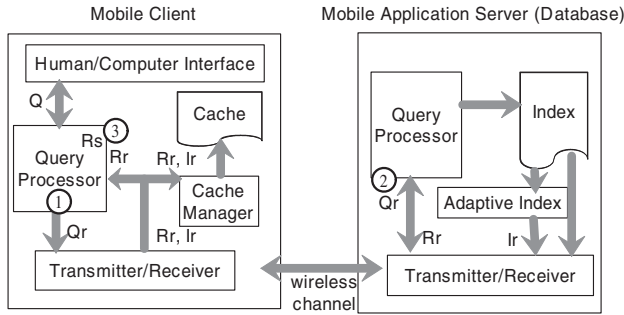 Mobile Client
Mobile Application Server (Database)
Human/Computer Interface
Q
Cache
Rs
3
Rr
Query
Processor
1
Rr, Ir
Cache
Manager
Qr
Rr, Ir
Transmitter/Receiver
wireless
channel
Query
Processor
2
Index
Qr
Rr
Adaptive Index
Ir
Transmitter/Receiver